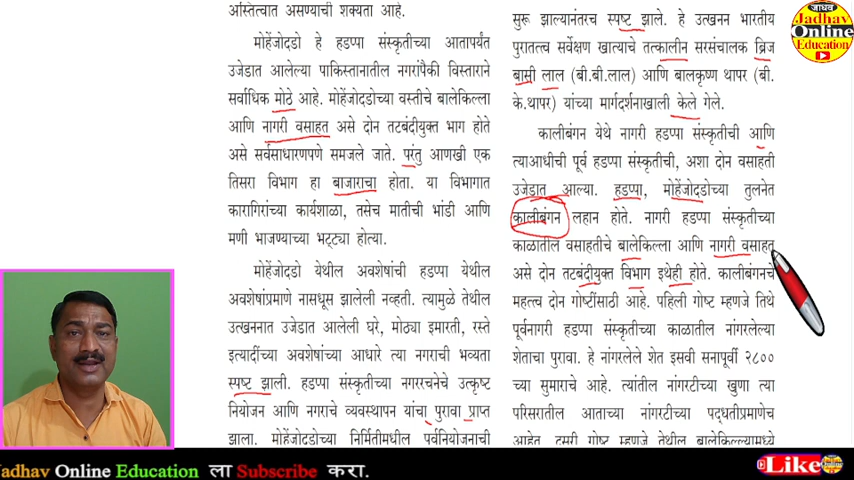 अस्तित्वात असण्याची शक्यता आहे.
मोहेंजोदडो हे हडप्पा संस्कृतीच्या आतापर्यंत
उजेडात आलेल्या पाकिस्तानातील नगरांपैकी विस्ताराने
सर्वाधिक मोठे आहे. मोहेंजोदडोच्या वस्तीचे बालेकिल्ला
आणि नागरी वसाहत असे दोन तटबंदीयुक्त भाग होते
असे सर्वसाधारणपणे समजले जाते. परंतु आणखी एक
तिसरा विभाग हा बाजाराचा होता. या विभागात
कारागिरांच्या कार्यशाळा, तसेच मातीची भांडी आणि
मणी भाजण्याच्या भट्ट्या होत्या.
मोहेंजोदडो येथील अवशेषांची हडप्पा येथील
अवशेषांप्रमाणे नासधूस झालेली नव्हती. त्यामुळे तेथील
उत्खननात उजेडात आलेली घरे, मोठ्या इमारती, रस्ते
इत्यादींच्या अवशेषांच्या आधारे त्या नगराची भव्यता
स्पष्ट झाली. हडप्पा संस्कृतीच्या नगररचनेचे उत्कृष्ट
नियोजन आणि नगराचे व्यवस्थापन यांचा पुरावा प्राप्त
झाला. मोहेंजोदडोच्या निर्मितीमधील पूर्वनियोजनाची
सुरू झाल्यानंतरच स्पष्ट झाले. हे उत्खनन भारतीय
पुरातत्त्व सर्वेक्षण खात्याचे तत्कालीन सरसंचालक ब्रिज
बासी लाल (बी.बी.लाल) आणि बालकृष्ण थापर (बी.
के.थापर) यांच्या मार्गदर्शनाखाली केले गेले.
कालीबंगन येथे नागरी हडप्पा संस्कृतीची आणि
त्याआधीची पूर्व हडप्पा संस्कृतीची, अशा दोन वसाहती
उजेडात आल्या. हडप्पा, मोहेंजोदडोच्या तुलनेत
कालीबंगन लहान होते. नागरी हडप्पा संस्कृतीच्या
काळातील वसाहतीचे बालेकिल्ला आणि नागरी वसाहत
असे दोन तटबंदीयुक्त विभाग इथेही होते. कालीबंगनचे
महत्त्व दोन गोष्टींसाठी आहे. पहिली गोष्ट म्हणजे तिथे
पूर्वनागरी हडप्पा संस्कृतीच्या काळातील नांगरलेल्या
शेताचा पुरावा. हे नांगरलेले शेत इसवी सनापूर्वी २८००
च्या सुमाराचे आहे. त्यांतील नांगरटीच्या खुणा त्या
परिसरातील आताच्या नांगरटीच्या पद्धतीप्रमाणेच
आहेत. दुसरी गोष्ट म्हणजे तेथील बालेकिल्ल्यामध्ये
जाधव
Jadhav
Online
Education
Jadhav Online Education ला Subscribe करा.
Like